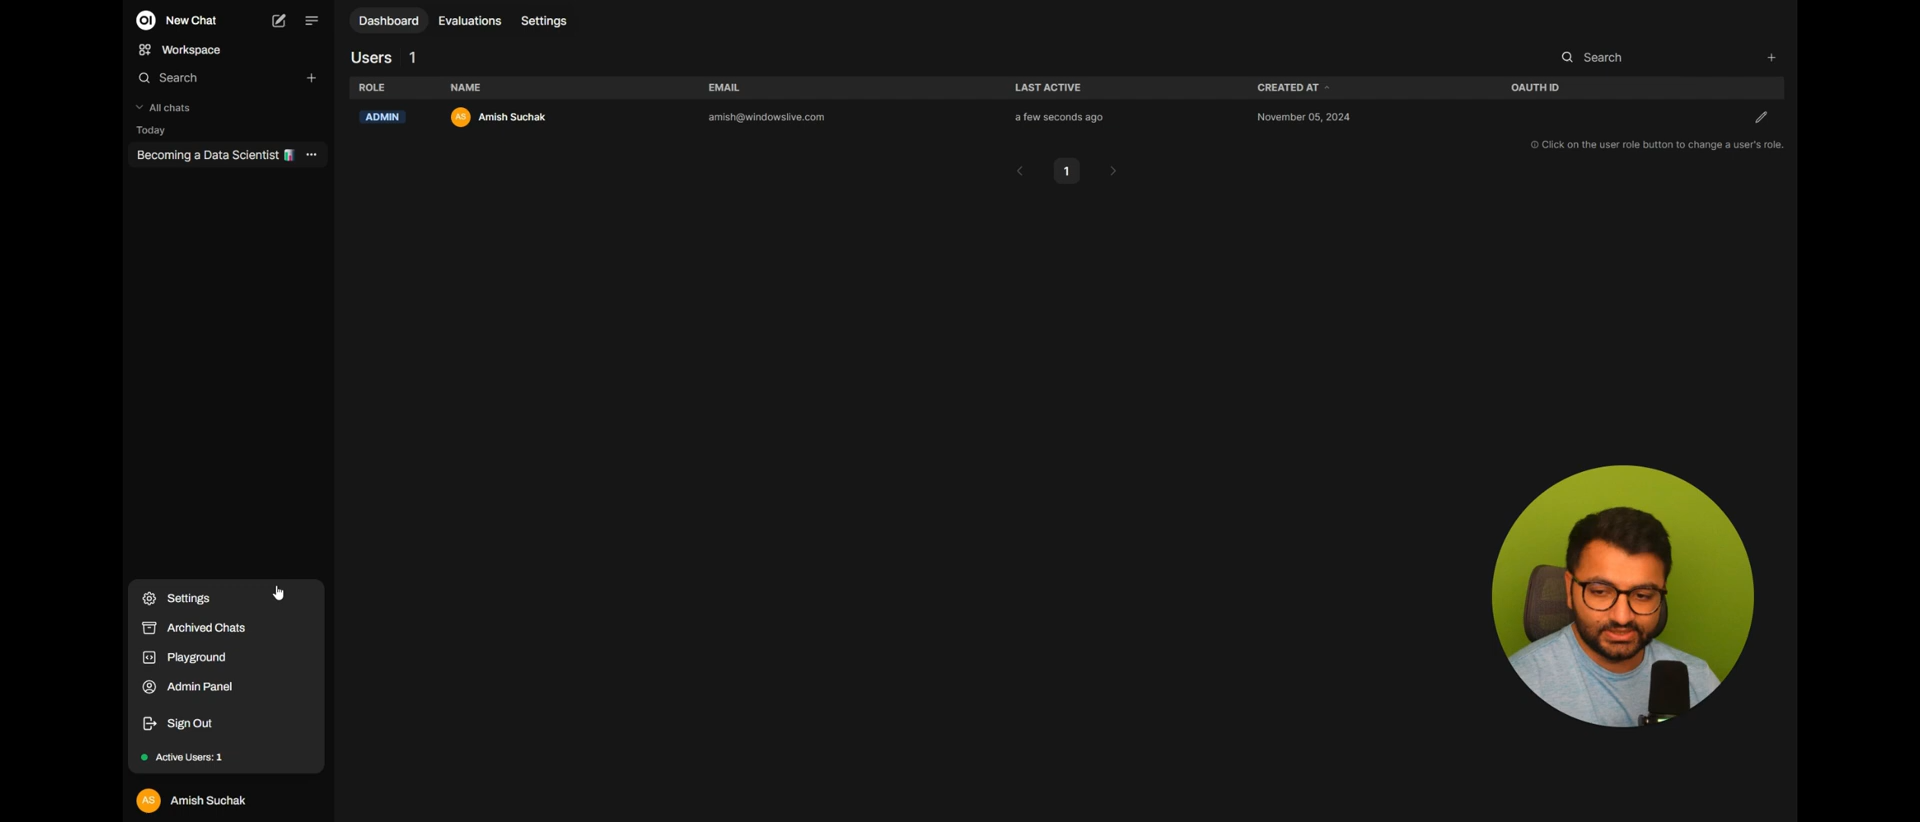 OI New Chat
Workspace
Search
All chats
Today
Becoming a Data Scientist
Settings
Archived Chats
Playground
Admin Panel
Sign Out
Active Users: 1
AS Amish Suchak
Dashboard Evaluations Settings
Users 1 Search
ROLE NAME EMAIL LAST ACTIVE CREATED AT OAUTH ID
ADMIN AS Amish Suchak amish@windowslive.com a few seconds ago November 05, 2024
Click on the user role button to change a user's role.
1